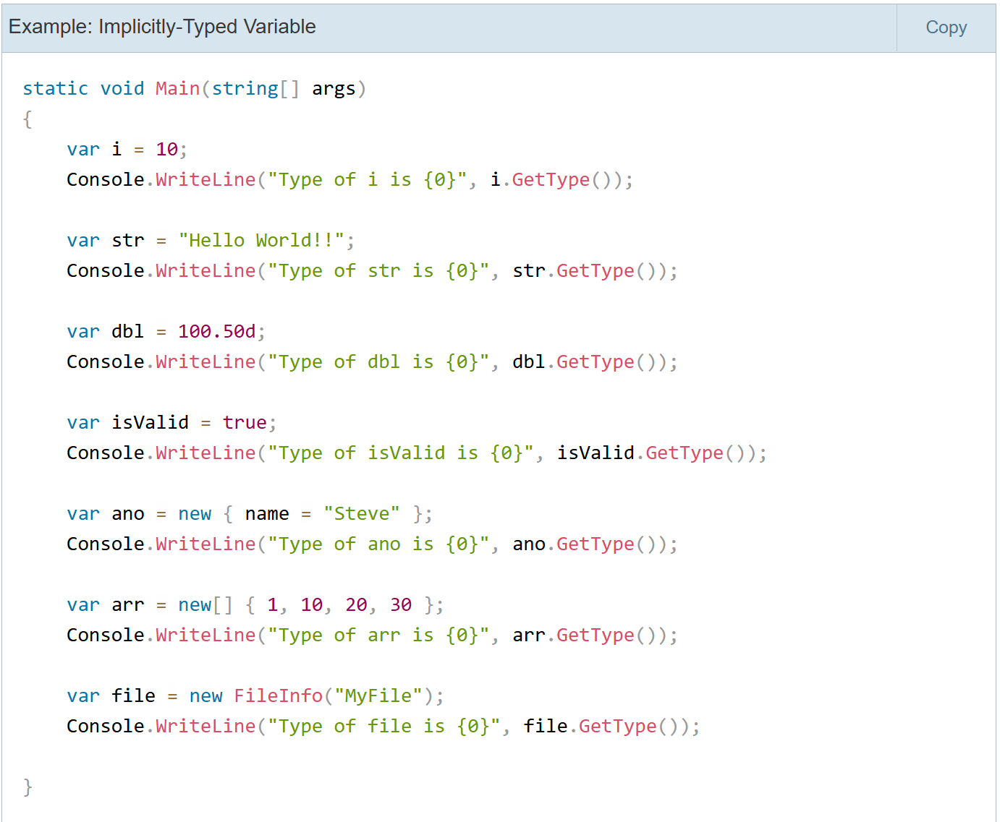 Example: Implicitly-Typed Variable
Copy
static void Main(string[] args)
{
    var i = 10;
    Console.WriteLine("Type of i is {0}", i.GetType());
    var str = "Hello World!!";
    Console.WriteLine("Type of str is {0}", str.GetType());
    var dbl = 100.50d;
    Console.WriteLine("Type of dbl is {0}", dbl.GetType());
    var isValid = true;
    Console.WriteLine("Type of isValid is {0}", isValid.GetType());
    var ano = new { name = "Steve" };
    Console.WriteLine("Type of ano is {0}", ano.GetType());
    var arr = new[] { 1, 10, 20, 30 };
    Console.WriteLine("Type of arr is {0}", arr.GetType());
    var file = new FileInfo("MyFile");
    Console.WriteLine("Type of file is {0}", file.GetType());
}